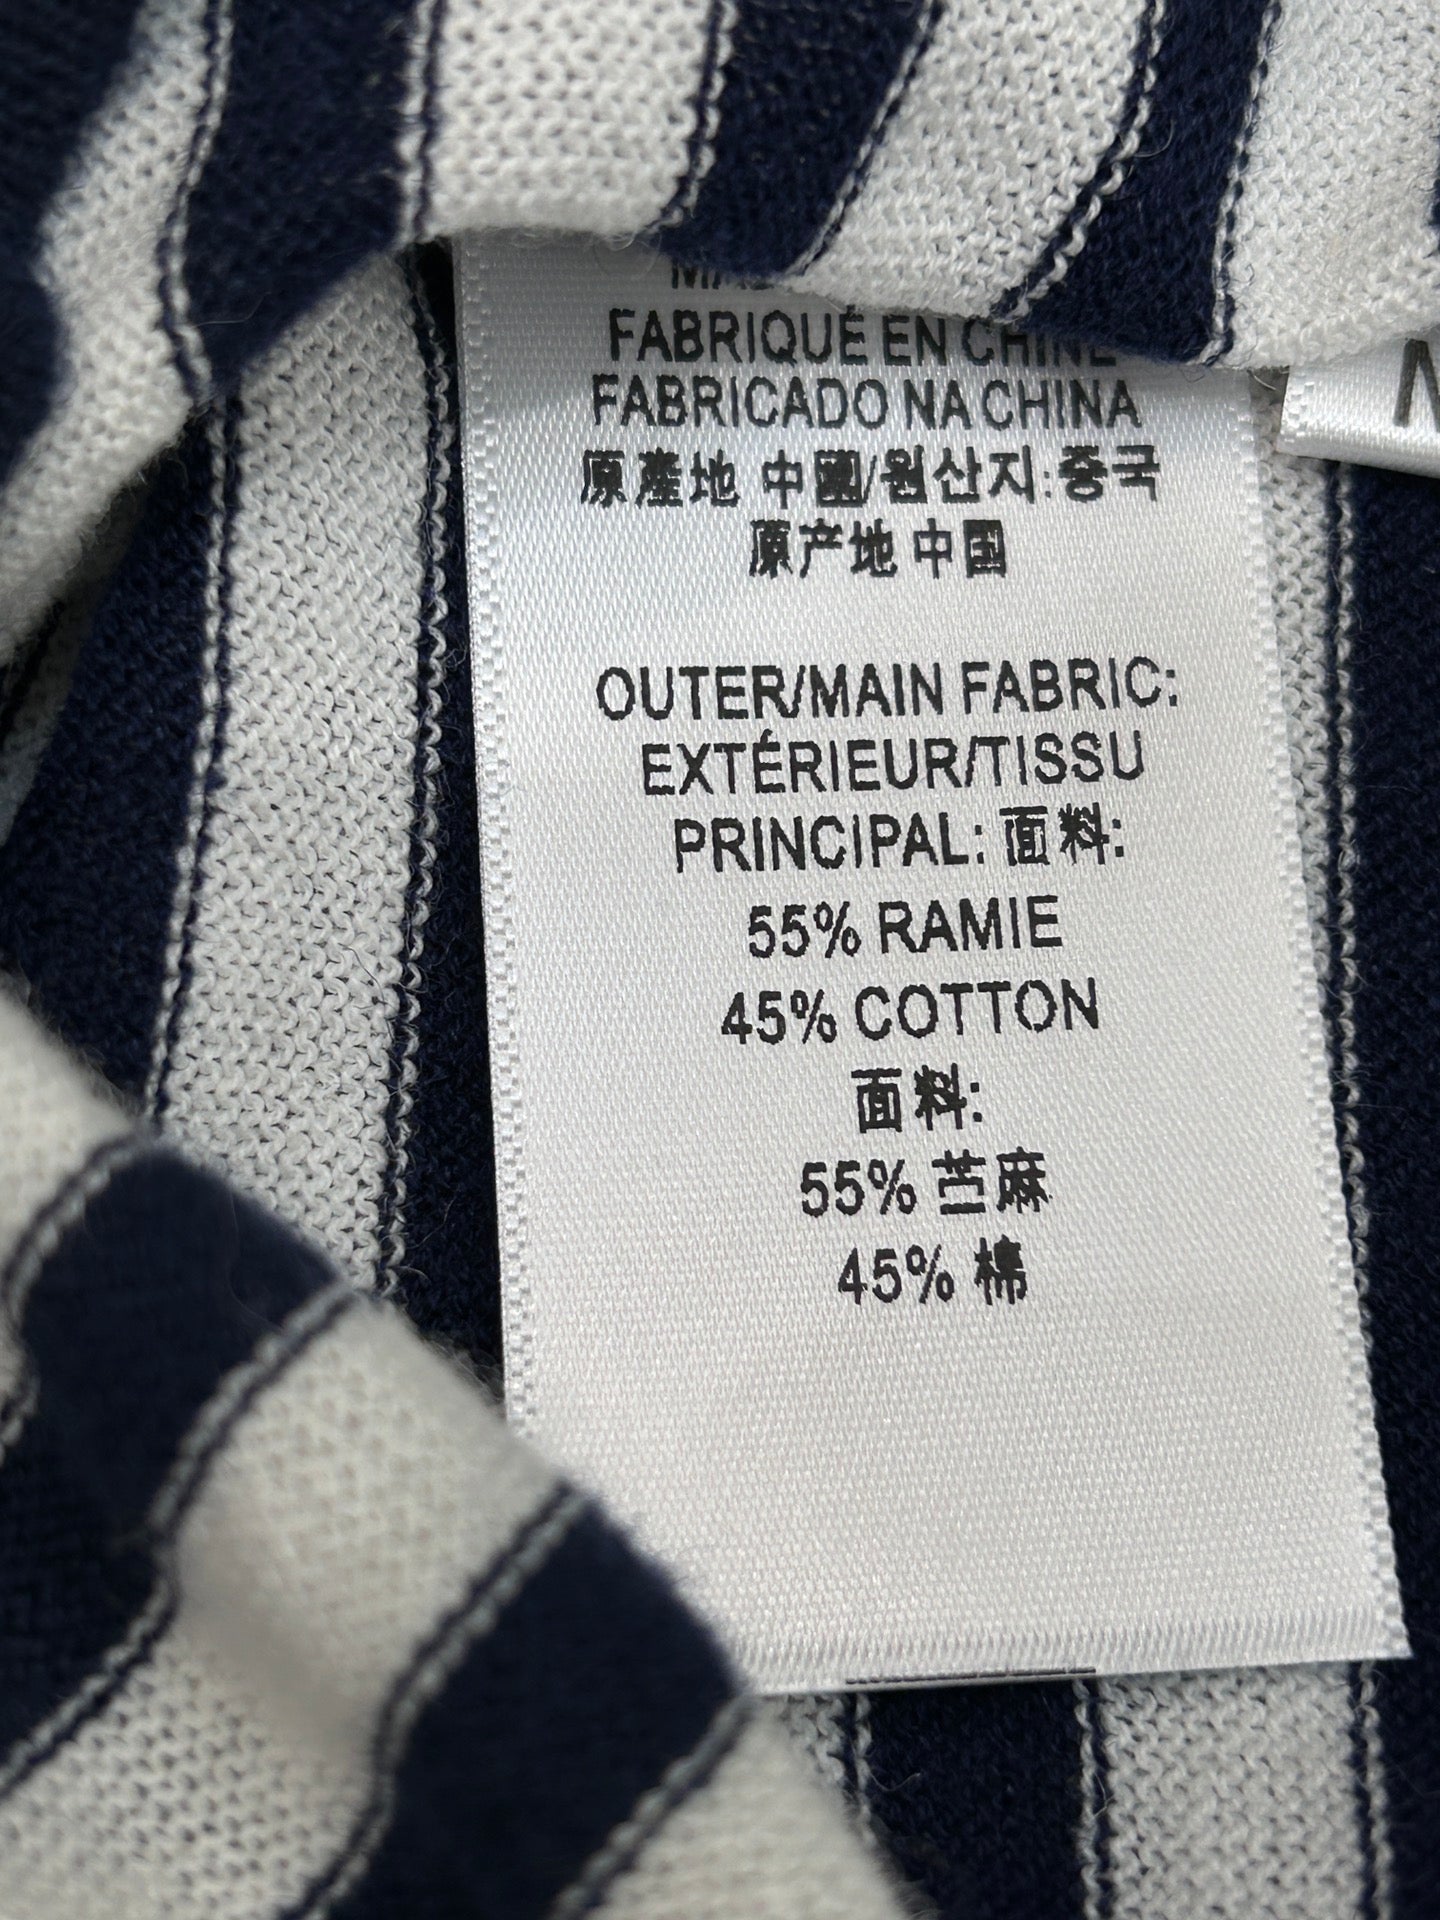 FABRIQUÉ EN CHINE
FABRICADO NA CHINA
原產地 中國/원산지:중국
原产地 中国
OUTER/MAIN FABRIC:
EXTÉRIEUR/TISSU
PRINCIPAL: 面料:
55% RAMIE
45% COTTON
面料:
55% 苎麻
45% 棉